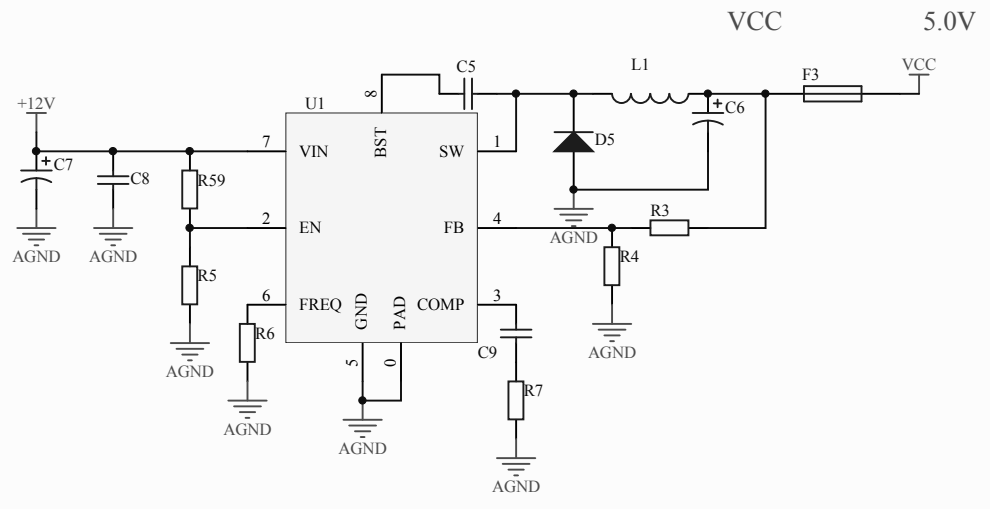 VCC 5.0V
C5 L1 F3 VCC
+12V U1 8 + C6
BST
7 VIN SW 1 D5
+ C7 C8 R59
2 EN FB 4 R3
AGND
AGND AGND R4
R5
6 FREQ GND PAD COMP 3
R6 C9 AGND
5 0
AGND R7
AGND
AGND
AGND